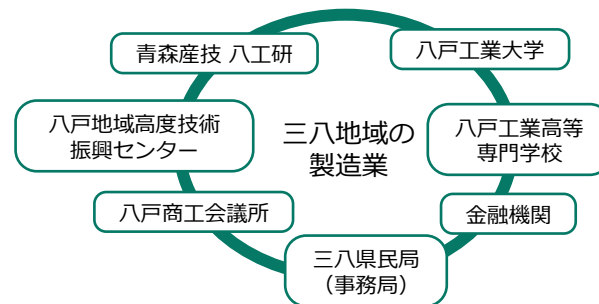 青森産技 八工研
八戸工業大学
八戸地域高度技術
振興センター
三八地域の
製造業
八戸工業高等
専門学校
八戸商工会議所
金融機関
三八県民局
（事務局）